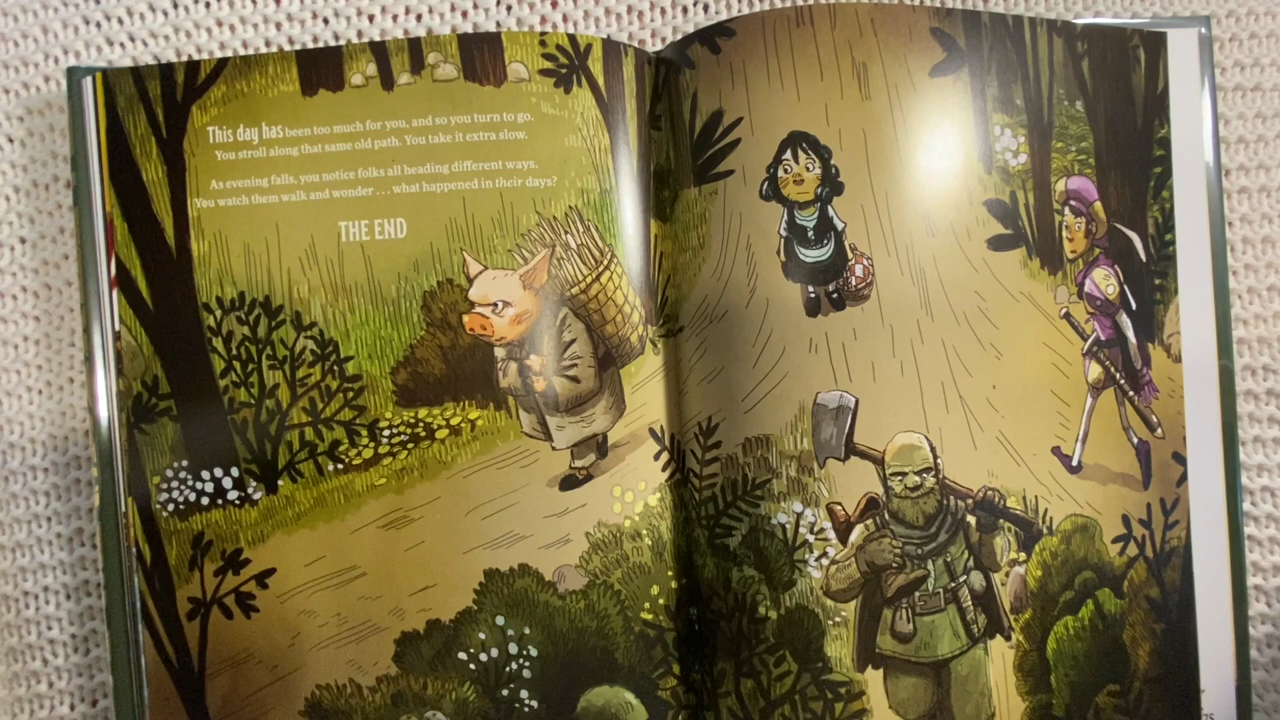 This day has been too much for you, and so you turn to go.
You stroll along that same old path. You take it extra slow.
As evening falls, you notice folks all heading different ways.
You watch them walk and wonder . . . what happened in their days?
THE END